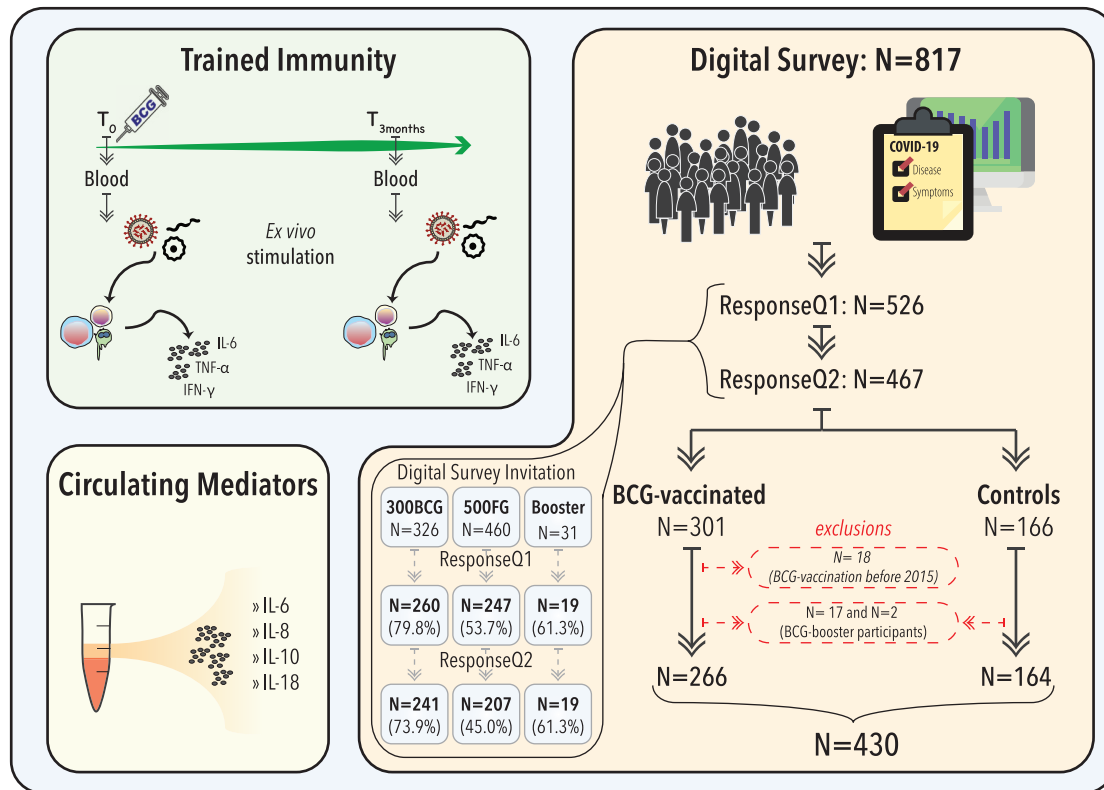 Trained Immunity
BCG
T0
T3months
Blood
Blood
Ex vivo
stimulation
IL-6
TNF-α
IFN-γ
IL-6
TNF-α
IFN-γ
Circulating Mediators
» IL-6
» IL-8
» IL-10
» IL-18
Digital Survey: N=817
COVID-19
Disease
Symptoms
ResponseQ1: N=526
ResponseQ2: N=467
BCG-vaccinated
N=301
Controls
N=166
exclusions
N= 18
(BCG-vaccination before 2015)
N= 17 and N=2
(BCG-booster participants)
N=266
N=164
N=430
Digital Survey Invitation
300BCG
N=326
500FG
N=460
Booster
N=31
ResponseQ1
N=260
(79.8%)
N=247
(53.7%)
N=19
(61.3%)
ResponseQ2
N=241
(73.9%)
N=207
(45.0%)
N=19
(61.3%)